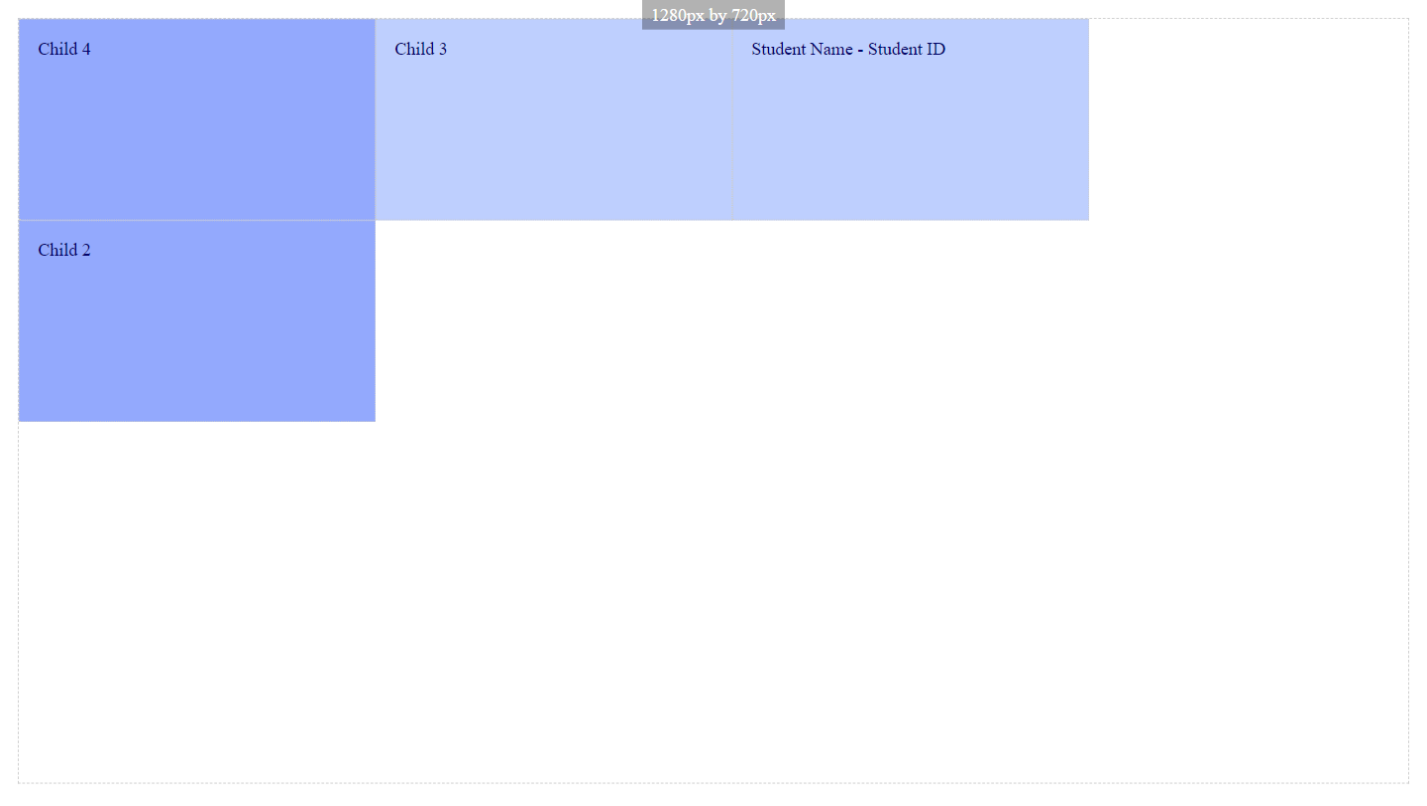 1280px by 720px
Child 4
Child 3
Student Name - Student ID
Child 2